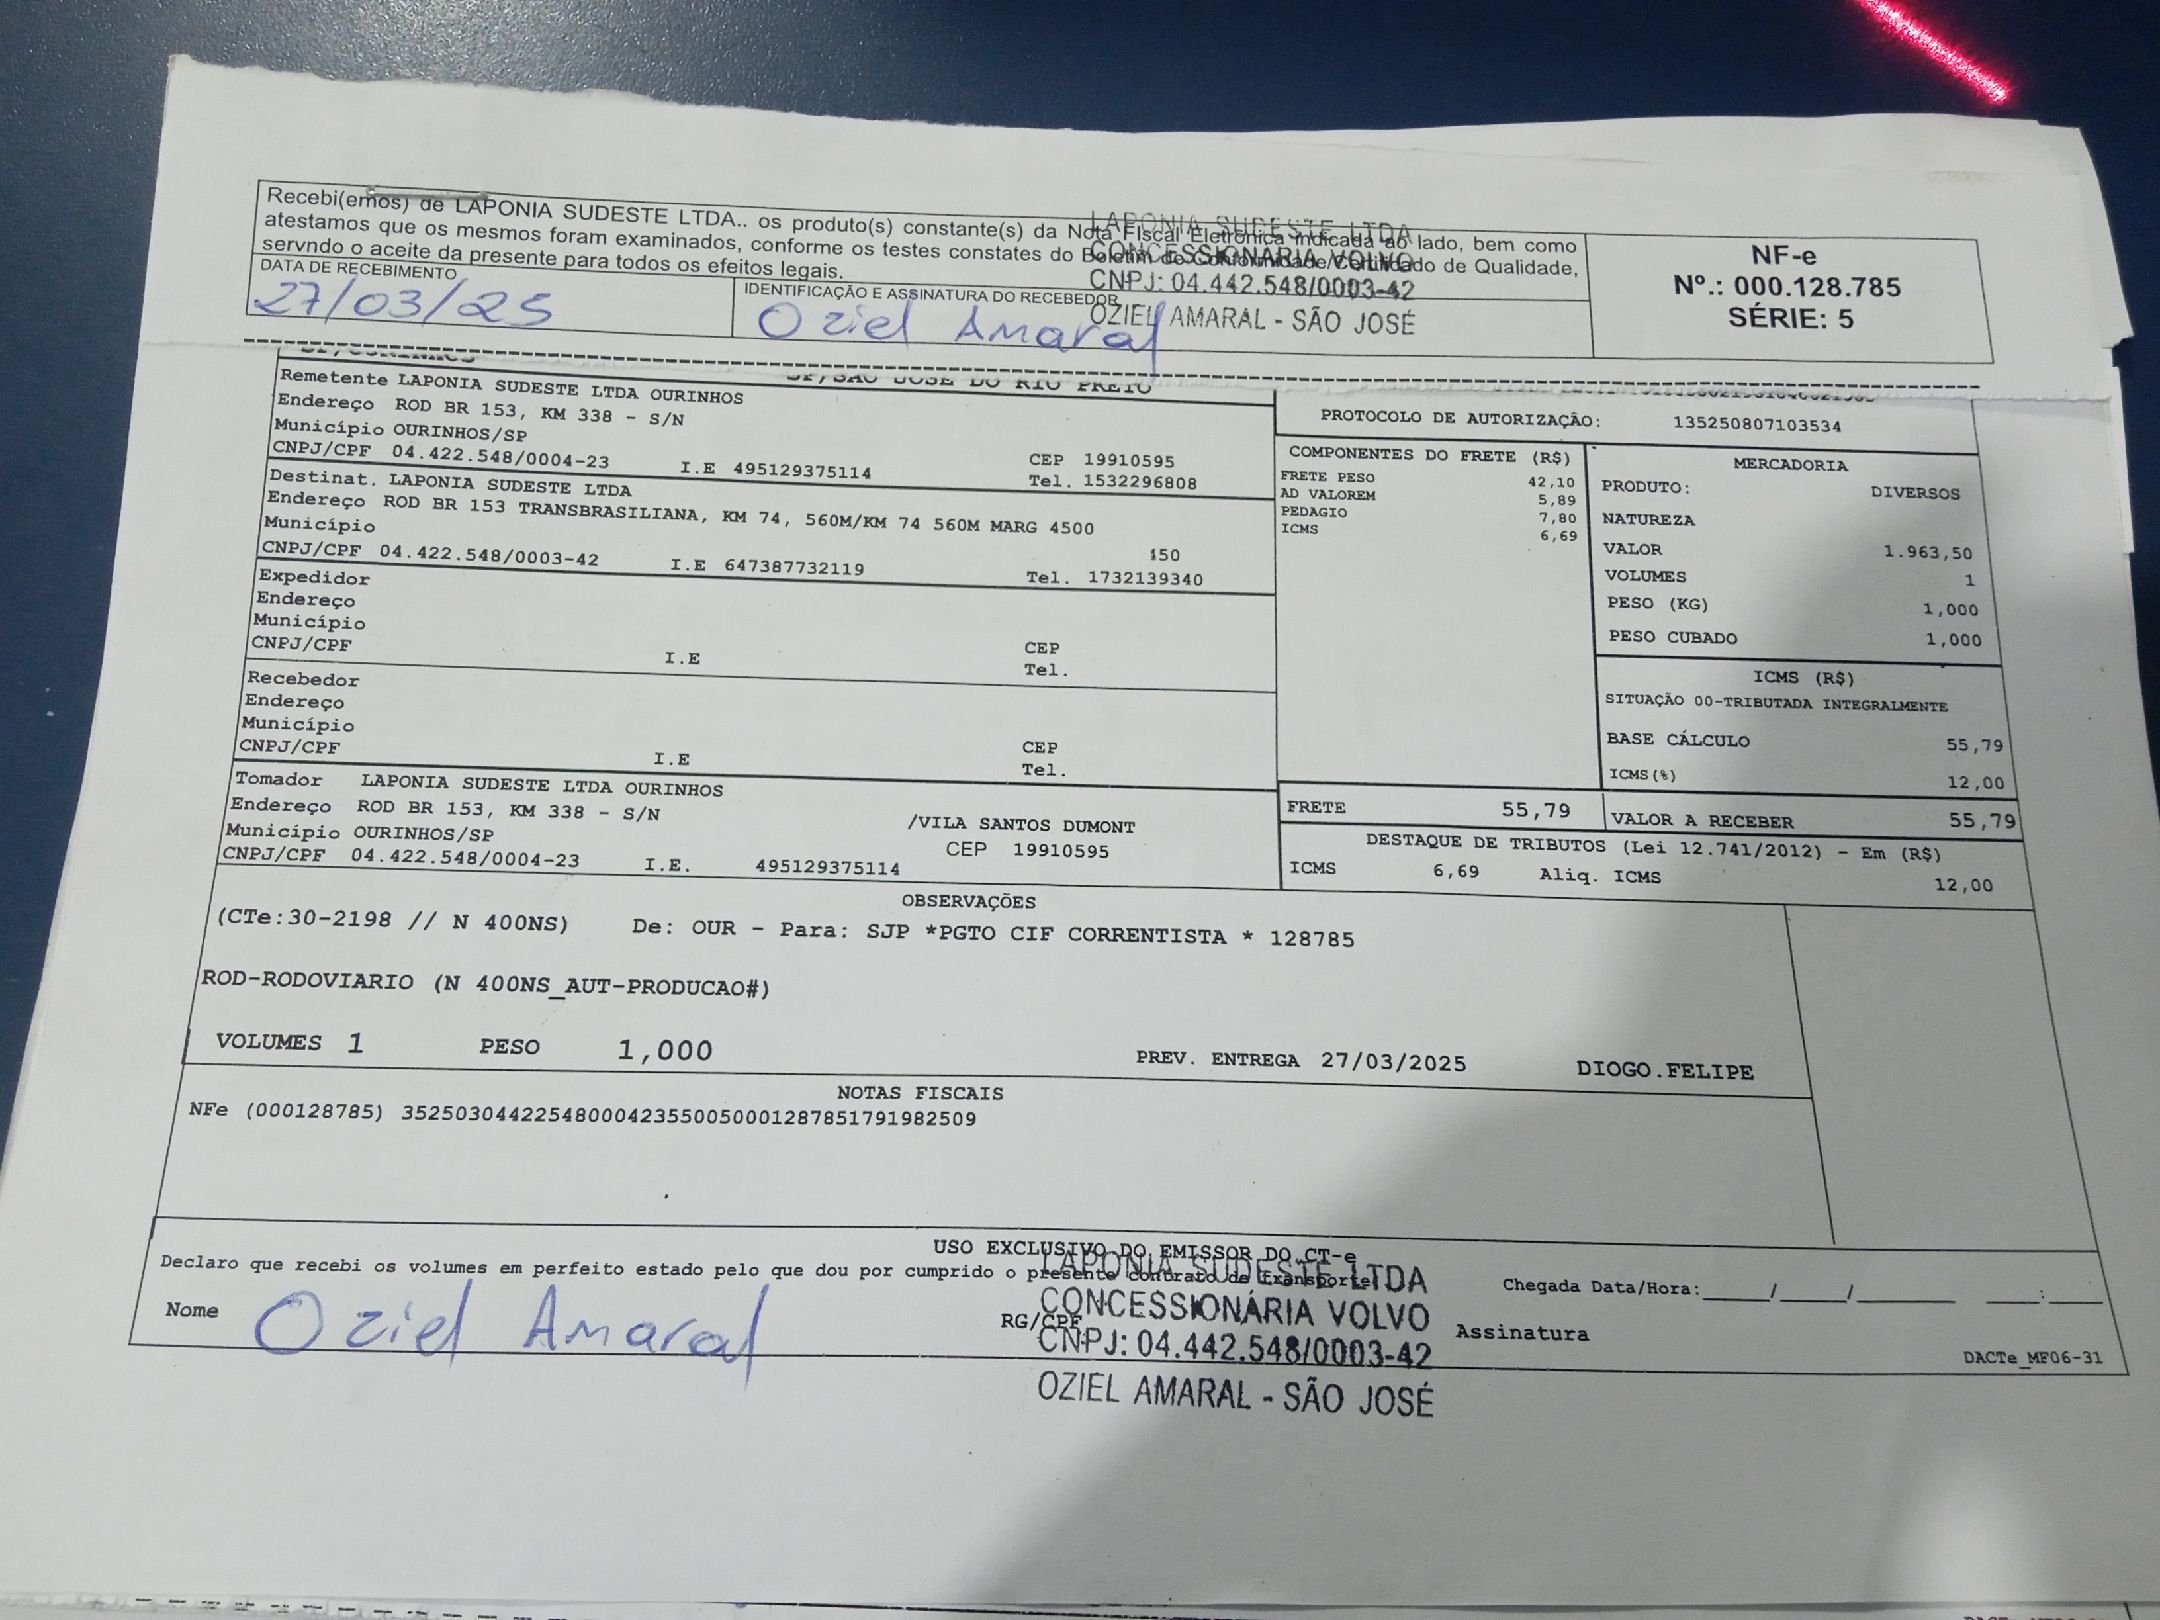 Recebi(emos) de LAPONIA SUDESTE LTDA.. os produto(s) constante(s) da Nota Fiscal Eletrônica indicada ao lado, bem como
atestamos que os mesmos foram examinados, conforme os testes constates do Boletim de Conformidade/Certificado de Qualidade,
servndo o aceite da presente para todos os efeitos legais.
LAPONIA SUDESTE LTDA
CONCESSIONÁRIA VOLVO
CNPJ: 04.442.548/0003-42
OZIEL AMARAL - SÃO JOSÉ
DATA DE RECEBIMENTO
27/03/25
IDENTIFICAÇÃO E ASSINATURA DO RECEBEDOR
Oziel Amaral
NF-e
Nº.: 000.128.785
SÉRIE: 5
SP/OURINHOS
SP/SAO JOSE DO RIO PRETO
Remetente LAPONIA SUDESTE LTDA OURINHOS
Endereço ROD BR 153, KM 338 - S/N
Município OURINHOS/SP
CEP 19910595
CNPJ/CPF 04.422.548/0004-23 I.E 495129375114 Tel. 1532296808
Destinat. LAPONIA SUDESTE LTDA
Endereço ROD BR 153 TRANSBRASILIANA, KM 74, 560M/KM 74 560M MARG 4500
Município 150
CNPJ/CPF 04.422.548/0003-42 I.E 647387732119 Tel. 1732139340
Expedidor
Endereço
Município
CEP
CNPJ/CPF I.E Tel.
Recebedor
Endereço
Município
CEP
CNPJ/CPF I.E Tel.
Tomador LAPONIA SUDESTE LTDA OURINHOS
Endereço ROD BR 153, KM 338 - S/N /VILA SANTOS DUMONT
Município OURINHOS/SP CEP 19910595
CNPJ/CPF 04.422.548/0004-23 I.E. 495129375114
PROTOCOLO DE AUTORIZAÇÃO: 135250807103534
COMPONENTES DO FRETE (R$)
FRETE PESO 42,10
AD VALOREM 5,89
PEDAGIO 7,80
ICMS 6,69
MERCADORIA
PRODUTO: DIVERSOS
NATUREZA
VALOR 1.963,50
VOLUMES 1
PESO (KG) 1,000
PESO CUBADO 1,000
ICMS (R$)
SITUAÇÃO 00-TRIBUTADA INTEGRALMENTE
BASE CÁLCULO 55,79
ICMS(%) 12,00
FRETE 55,79 VALOR A RECEBER 55,79
DESTAQUE DE TRIBUTOS (Lei 12.741/2012) - Em (R$)
ICMS 6,69 Aliq. ICMS 12,00
OBSERVAÇÕES
(CTe:30-2198 // N 400NS) De: OUR - Para: SJP *PGTO CIF CORRENTISTA * 128785
ROD-RODOVIARIO (N 400NS_AUT-PRODUCAO#)
VOLUMES 1 PESO 1,000 PREV. ENTREGA 27/03/2025 DIOGO.FELIPE
NOTAS FISCAIS
NFe (000128785) 35250304422548000423550050001287851791982509
USO EXCLUSIVO DO EMISSOR DO CT-e
Declaro que recebi os volumes em perfeito estado pelo que dou por cumprido o presente contrato de transporte
Chegada Data/Hora:_____/_____/________ ____:____
Nome Oziel Amaral RG/CPF Assinatura
LAPONIA SUDESTE LTDA
CONCESSIONÁRIA VOLVO
CNPJ: 04.442.548/0003-42
OZIEL AMARAL - SÃO JOSÉ
DACTe_MF06-31